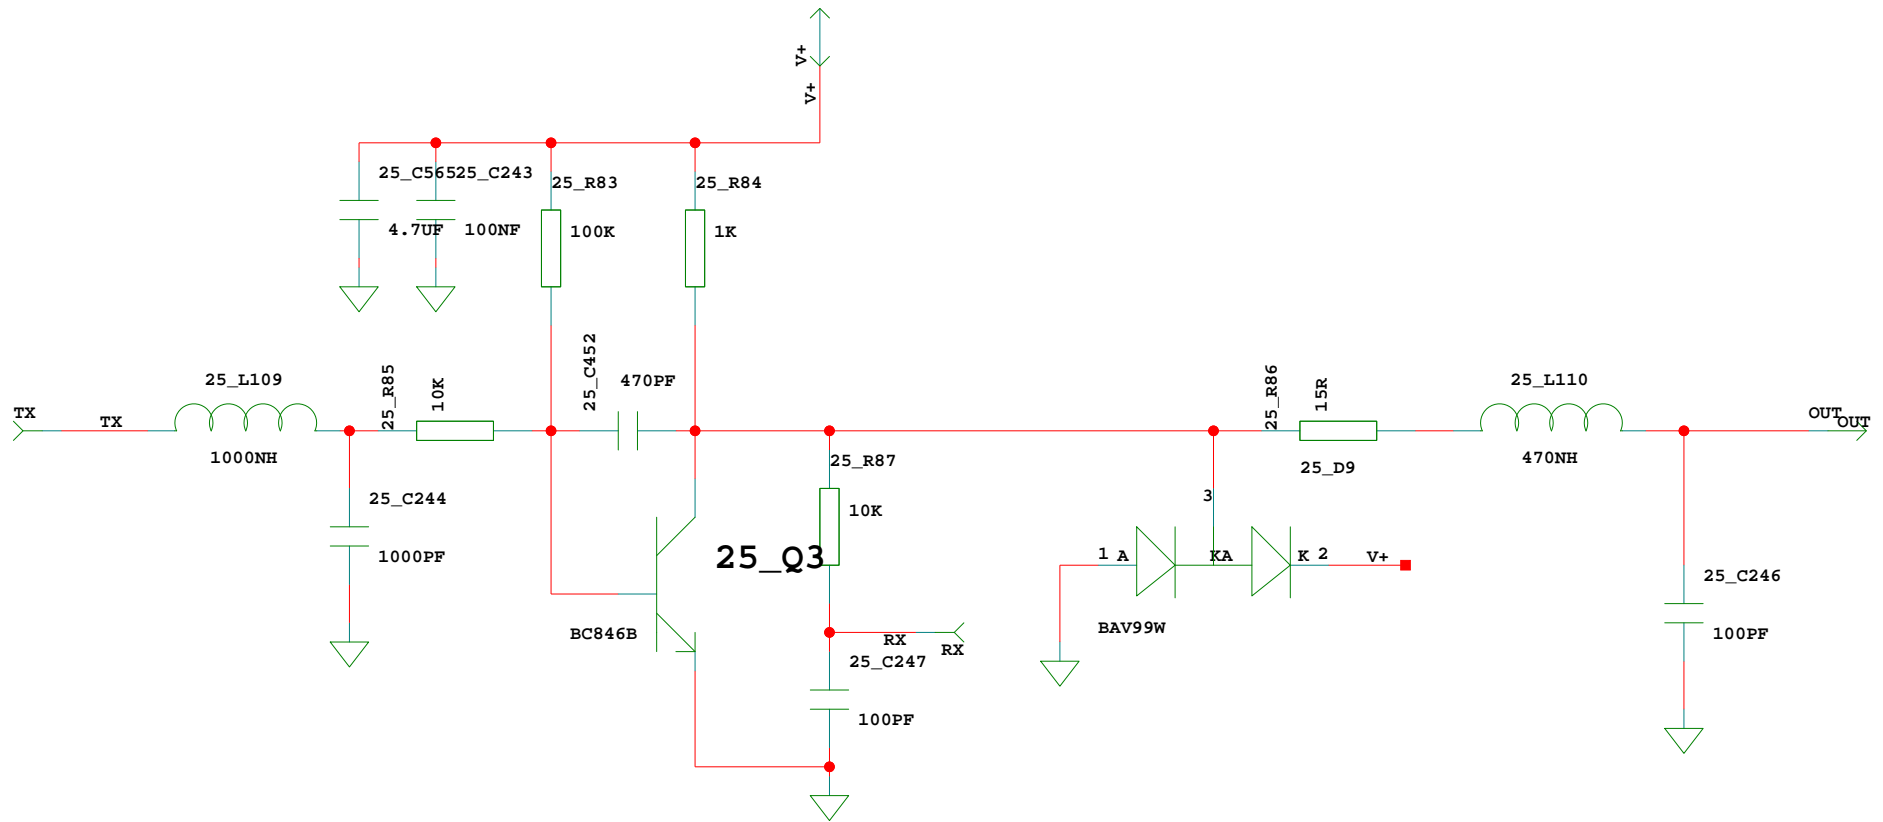 V+
V+
25_C565
25_C243
25_R83
25_R84
4.7UF
100NF
100K
1K
25_L109
25_R85
10K
25_C452
470PF
25_R86
15R
25_L110
TX
TX
OUT
OUT
1000NH
25_R87
25_D9
470NH
25_C244
3
10K
1000PF
25_Q3
1
A
KA
K
2
V+
25_C246
BC846B
BAV99W
100PF
RX
RX
25_C247
100PF